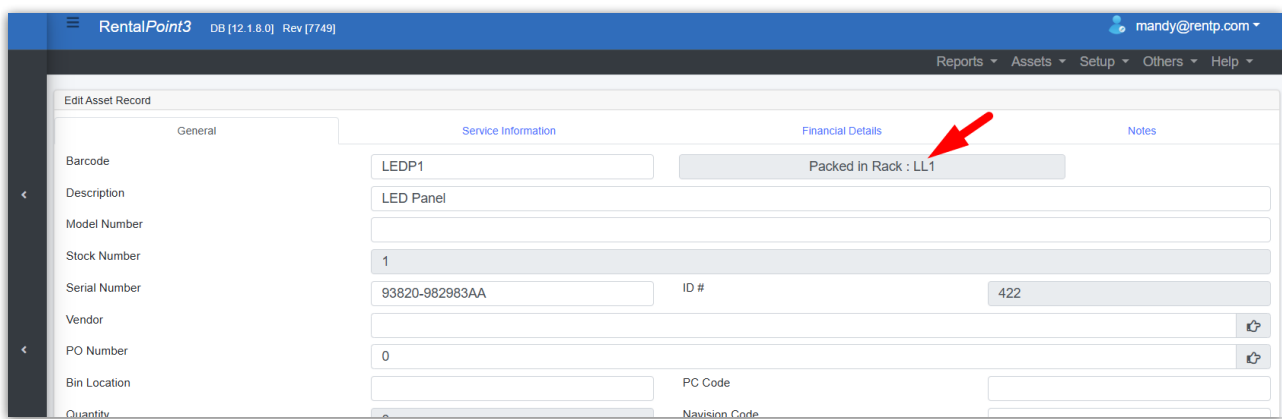 RentalPoint3 DB [12.1.8.0] Rev [7749] mandy@rentp.com
Reports Assets Setup Others Help
Edit Asset Record
General Service Information Financial Details Notes
Barcode LEDP1 Packed in Rack : LL1
Description LED Panel
Model Number
Stock Number 1
Serial Number 93820-982983AA ID # 422
Vendor
PO Number 0
Bin Location PC Code
Quantity Navision Code